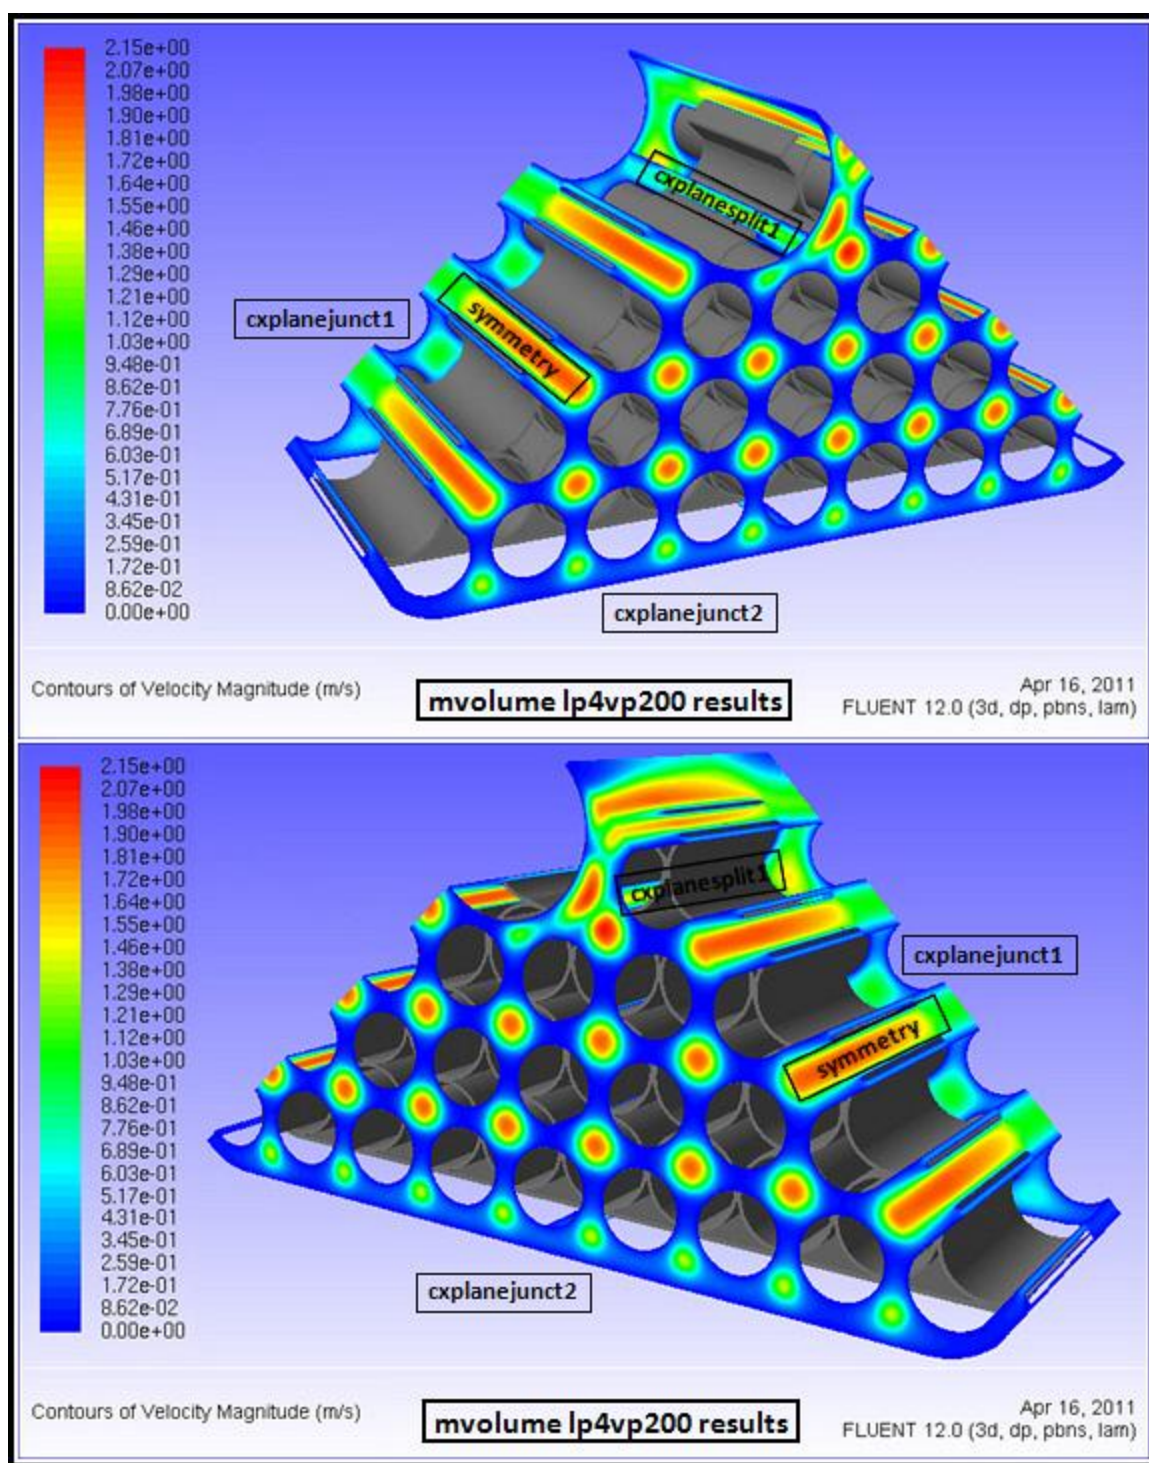 2.15e+00
2.07e+00
1.98e+00
1.90e+00
1.81e+00
1.72e+00
1.64e+00
1.55e+00
1.46e+00
1.38e+00
1.29e+00
1.21e+00
1.12e+00
1.03e+00
9.48e-01
8.62e-01
7.76e-01
6.89e-01
6.03e-01
5.17e-01
4.31e-01
3.45e-01
2.59e-01
1.72e-01
8.62e-02
0.00e+00
cxplanesplit1
cxplanejunct1
symmetry
cxplanejunct2
Contours of Velocity Magnitude (m/s)
mvolume lp4vp200 results
Apr 16, 2011
FLUENT 12.0 (3d, dp, pbns, lam)
2.15e+00
2.07e+00
1.98e+00
1.90e+00
1.81e+00
1.72e+00
1.64e+00
1.55e+00
1.46e+00
1.38e+00
1.29e+00
1.21e+00
1.12e+00
1.03e+00
9.48e-01
8.62e-01
7.76e-01
6.89e-01
6.03e-01
5.17e-01
4.31e-01
3.45e-01
2.59e-01
1.72e-01
8.62e-02
0.00e+00
cxplanesplit1
cxplanejunct1
symmetry
cxplanejunct2
Contours of Velocity Magnitude (m/s)
mvolume lp4vp200 results
Apr 16, 2011
FLUENT 12.0 (3d, dp, pbns, lam)